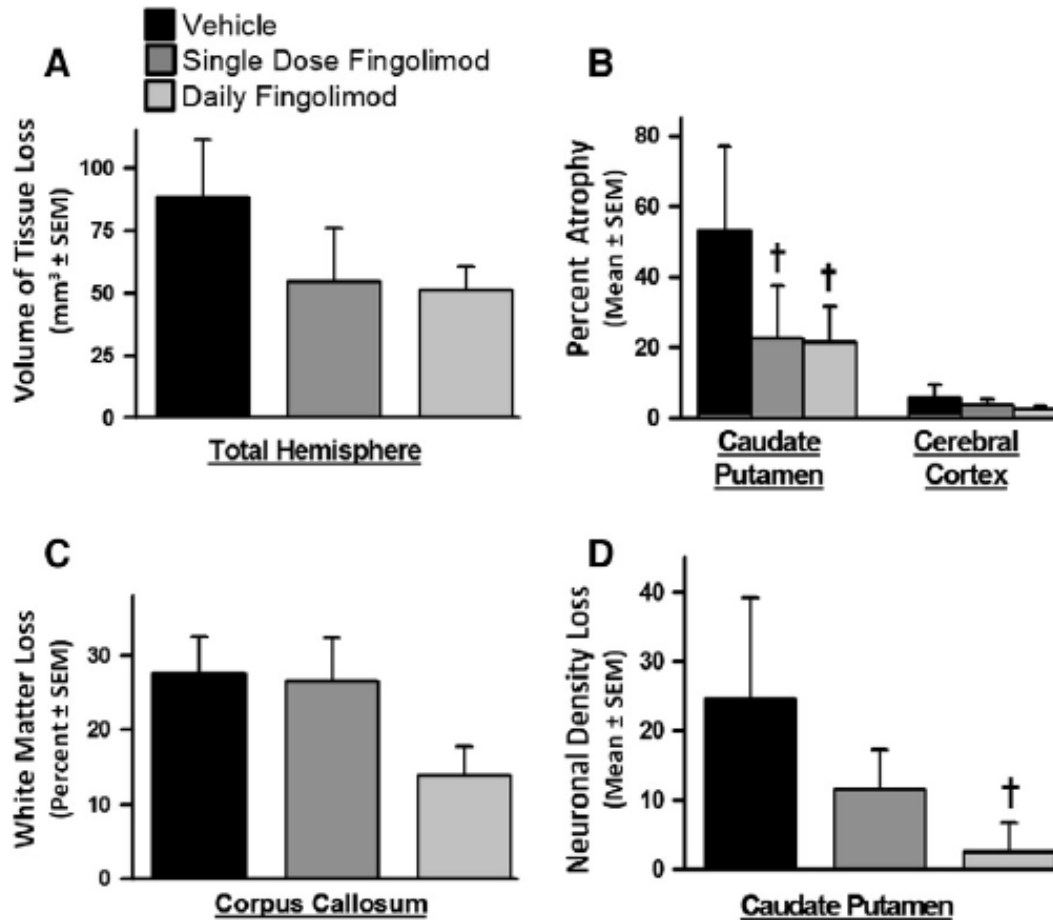 Vehicle
Single Dose Fingolimod
Daily Fingolimod
A
Volume of Tissue Loss
(mm³ ± SEM)
100
75
50
25
0
Total Hemisphere
B
Percent Atrophy
(Mean ± SEM)
80
60
40
20
0
†
†
Caudate
Putamen
Cerebral
Cortex
C
White Matter Loss
(Percent ± SEM)
30
20
10
0
Corpus Callosum
D
Neuronal Density Loss
(Mean ± SEM)
40
30
20
10
0
†
Caudate Putamen